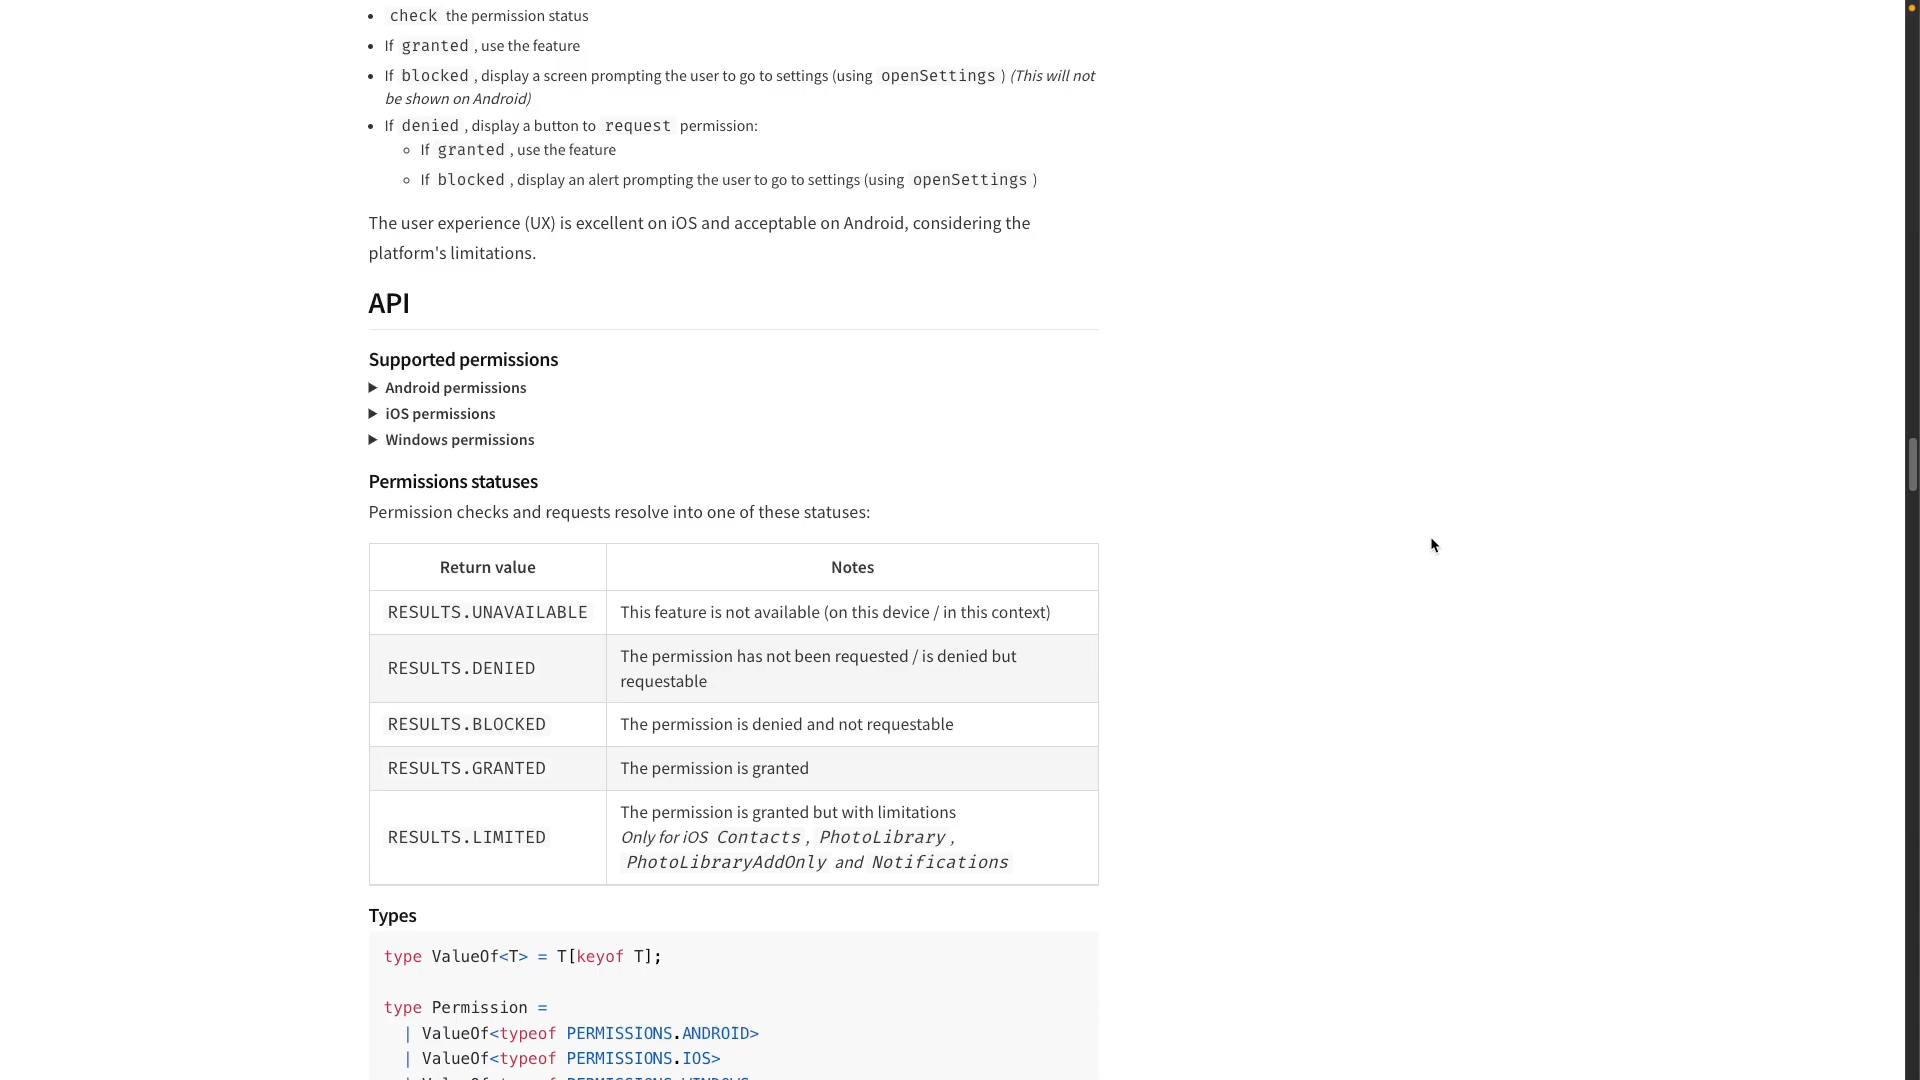 check the permission status
If granted , use the feature
If blocked , display a screen prompting the user to go to settings (using openSettings ) (This will not
be shown on Android)
If denied , display a button to request permission:
If granted , use the feature
If blocked , display an alert prompting the user to go to settings (using openSettings )
The user experience (UX) is excellent on iOS and acceptable on Android, considering the
platform's limitations.
API
Supported permissions
Android permissions
iOS permissions
Windows permissions
Permissions statuses
Permission checks and requests resolve into one of these statuses:
Return value Notes
RESULTS.UNAVAILABLE This feature is not available (on this device / in this context)
RESULTS.DENIED The permission has not been requested / is denied but
requestable
RESULTS.BLOCKED The permission is denied and not requestable
RESULTS.GRANTED The permission is granted
The permission is granted but with limitations
RESULTS.LIMITED Only for iOS Contacts , PhotoLibrary ,
PhotoLibraryAddOnly and Notifications
Types
type ValueOf<T> = T[keyof T];
type Permission =
| ValueOf<typeof PERMISSIONS.ANDROID>
| ValueOf<typeof PERMISSIONS.IOS>